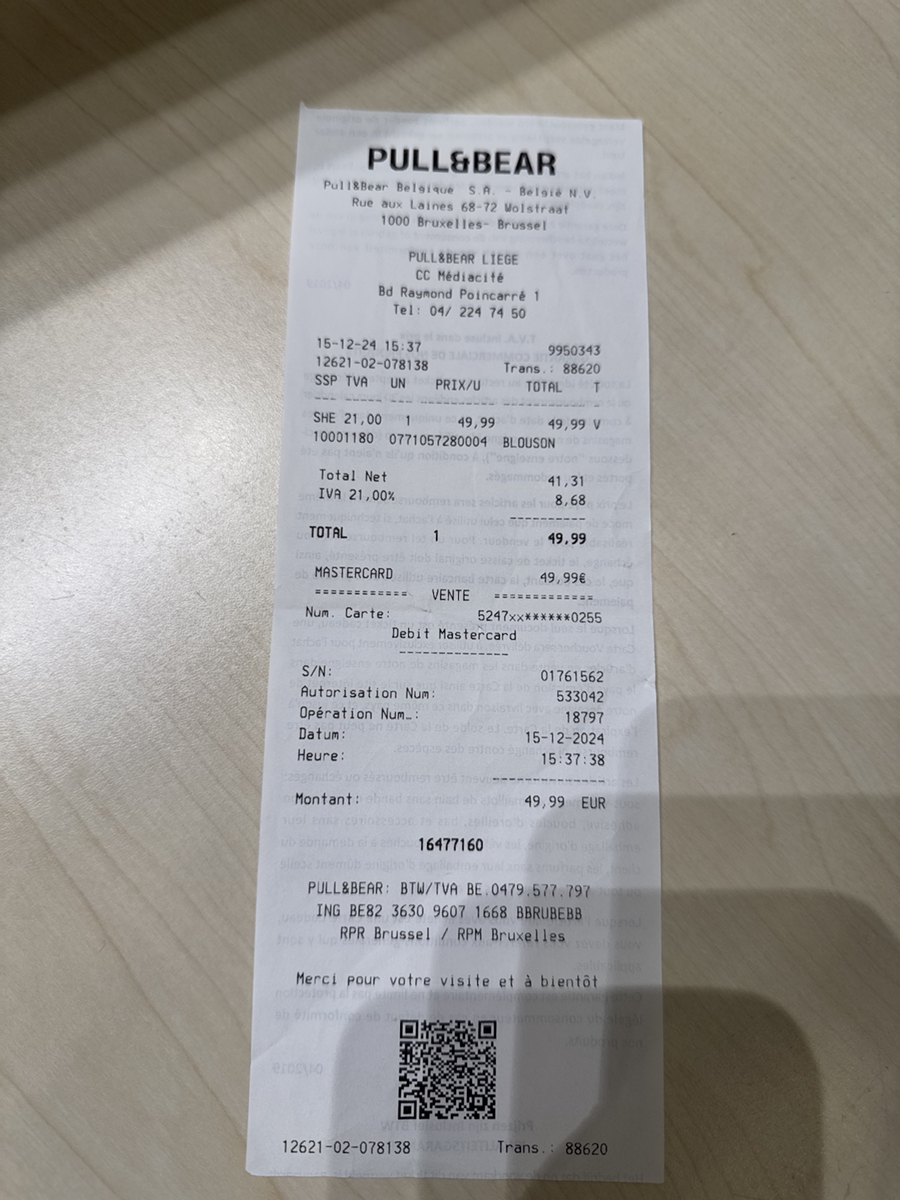 PULL&BEAR
Pull&Bear Belgique S.A. - België N.V.
Rue aux Laines 68-72 Wolstraat
1000 Bruxelles- Brussel
PULL&BEAR LIEGE
CC Médiacité
Bd Raymond Poincarré 1
Tel: 04/ 224 74 50
15-12-24 15:37 9950343
12621-02-078138 Trans.: 88620
SSP TVA UN PRIX/U TOTAL T
SHE 21,00 1 49,99 49,99 V
10001180 0771057280004 BLOUSON
Total Net 41,31
IVA 21,00% 8,68
----------
TOTAL 1 49,99
MASTERCARD 49,99€
============ VENTE =============
Num. Carte: 5247xx******0255
Debit Mastercard
--------------
S/N: 01761562
Autorisation Num: 533042
Opération Num.: 18797
Datum: 15-12-2024
Heure: 15:37:38
--------------
Montant: 49,99 EUR
16477160
PULL&BEAR: BTW/TVA BE.0479.577.797
ING BE82 3630 9607 1668 BBRUBEBB
RPR Brussel / RPM Bruxelles
Merci pour votre visite et à bientôt
12621-02-078138 Trans.: 88620